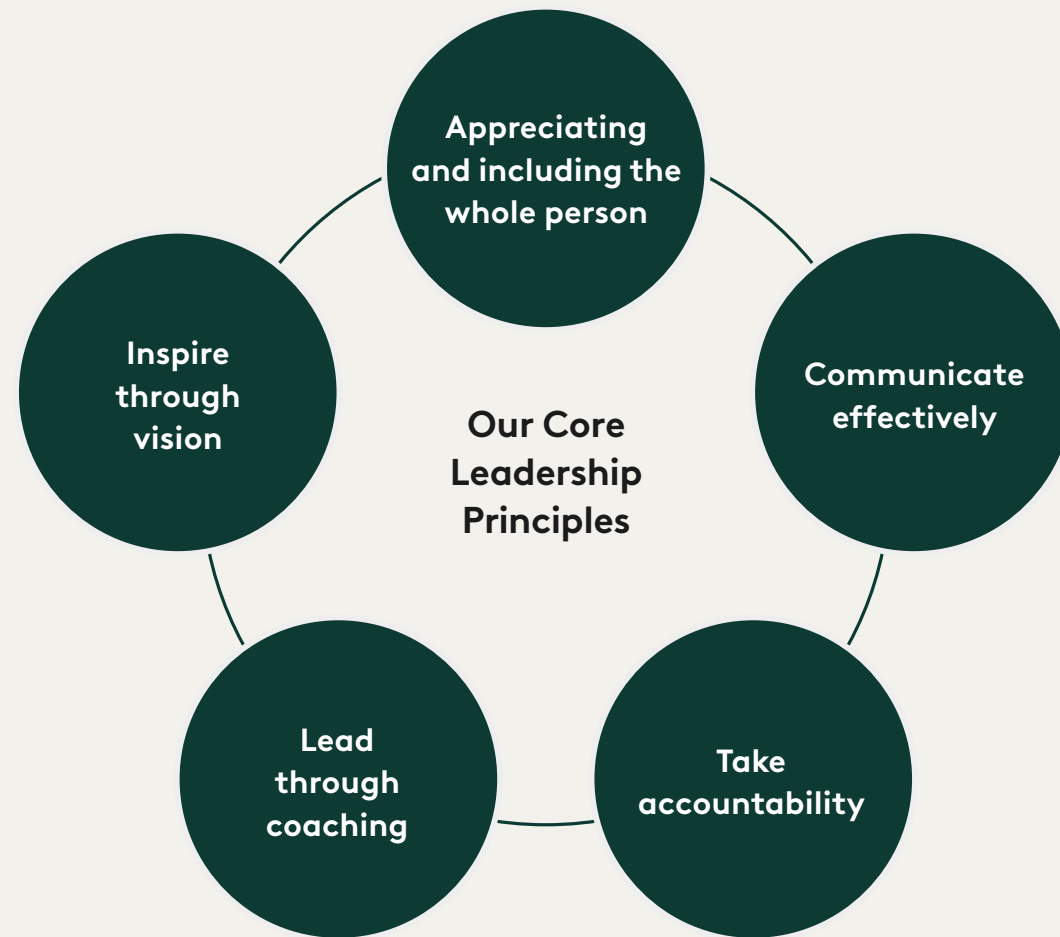 Appreciating
and including the
whole person
Inspire
through
vision
Communicate
effectively
Our Core
Leadership
Principles
Lead
through
coaching
Take
accountability